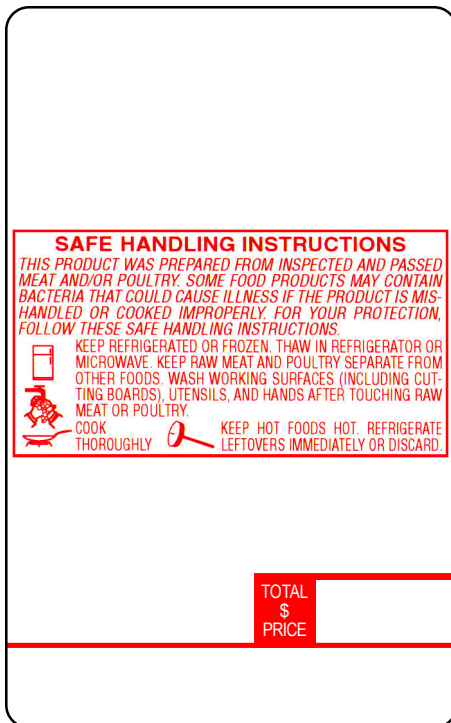 SAFE HANDLING INSTRUCTIONS
THIS PRODUCT WAS PREPARED FROM INSPECTED AND PASSED
MEAT AND/OR POULTRY. SOME FOOD PRODUCTS MAY CONTAIN
BACTERIA THAT COULD CAUSE ILLNESS IF THE PRODUCT IS MIS-
HANDLED OR COOKED IMPROPERLY. FOR YOUR PROTECTION,
FOLLOW THESE SAFE HANDLING INSTRUCTIONS.
KEEP REFRIGERATED OR FROZEN. THAW IN REFRIGERATOR OR
MICROWAVE. KEEP RAW MEAT AND POULTRY SEPARATE FROM
OTHER FOODS. WASH WORKING SURFACES (INCLUDING CUT-
TING BOARDS), UTENSILS, AND HANDS AFTER TOUCHING RAW
MEAT OR POULTRY.
COOK
THOROUGHLY
KEEP HOT FOODS HOT. REFRIGERATE
LEFTOVERS IMMEDIATELY OR DISCARD.
TOTAL
$
PRICE